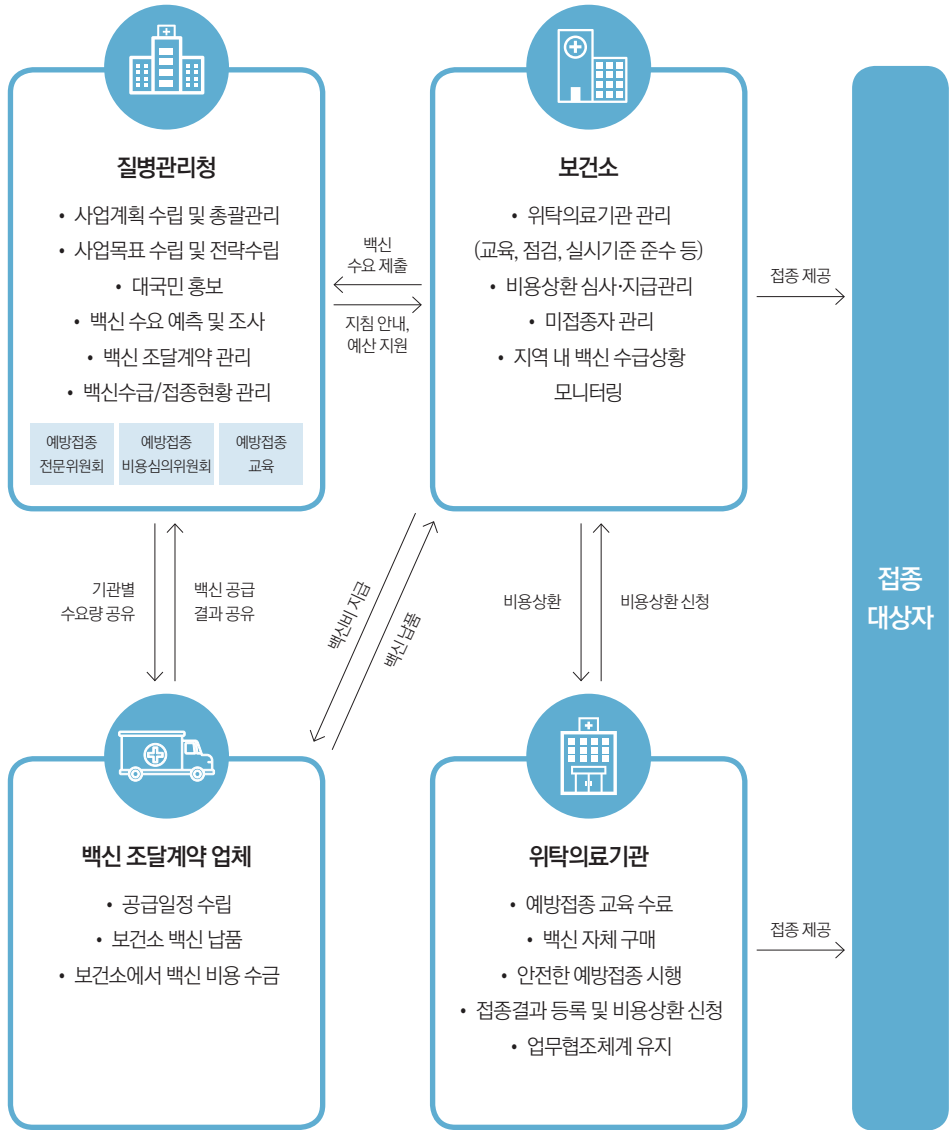 질병관리청
• 사업계획 수립 및 총괄관리
• 사업목표 수립 및 전략수립
• 대국민 홍보
• 백신 수요 예측 및 조사
• 백신 조달계약 관리
• 백신수급/접종현황 관리
예방접종
전문위원회
예방접종
비용심의위원회
예방접종
교육
백신
수요 제출
지침 안내,
예산 지원
보건소
• 위탁의료기관 관리
(교육, 점검, 실시기준 준수 등)
• 비용상환 심사·지급관리
• 미접종자 관리
• 지역 내 백신 수급상황
모니터링
접종 제공
기관별
수요량 공유
백신 공급
결과 공유
백신비 지급
백신 납품
비용상환
비용상환 신청
접종
대상자
백신 조달계약 업체
• 공급일정 수립
• 보건소 백신 납품
• 보건소에서 백신 비용 수금
위탁의료기관
• 예방접종 교육 수료
• 백신 자체 구매
• 안전한 예방접종 시행
• 접종결과 등록 및 비용상환 신청
• 업무협조체계 유지
접종 제공